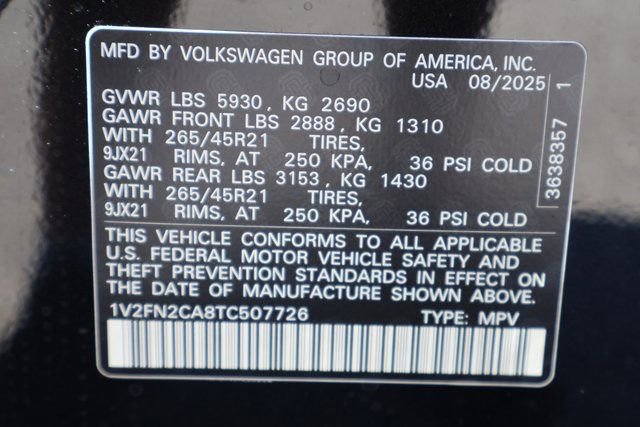 MFD BY VOLKSWAGEN GROUP OF AMERICA, INC.
USA 08/2025
GVWR LBS 5930 , KG 2690
GAWR FRONT LBS 2888 , KG 1310
WITH 265/45R21 TIRES,
9JX21 RIMS, AT 250 KPA, 36 PSI COLD
GAWR REAR LBS 3153 , KG 1430
WITH 265/45R21 TIRES,
9JX21 RIMS, AT 250 KPA, 36 PSI COLD
THIS VEHICLE CONFORMS TO ALL APPLICABLE
U.S. FEDERAL MOTOR VEHICLE SAFETY AND
THEFT PREVENTION STANDARDS IN EFFECT ON
THE DATE OF MANUFACTURE SHOWN ABOVE.
1V2FN2CA8TC507726 TYPE: MPV
3638357 1